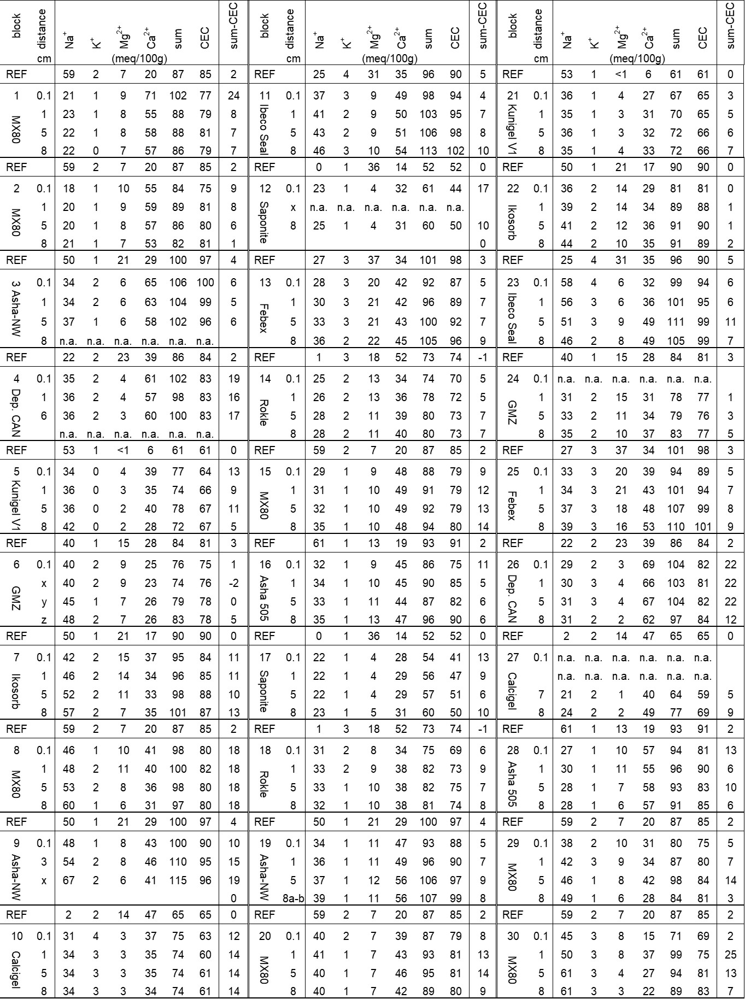 block distance Na+ K+ Mg2+ Ca2+ sum CEC sum-CEC block distance Na+ K+ Mg2+ Ca2+ sum CEC sum-CEC block distance Na+ K+ Mg2+ Ca2+ sum CEC sum-CEC
cm (meq/100g) cm (meq/100g) cm (meq/100g)
REF 59 2 7 20 87 85 2 REF 25 4 31 35 96 90 5 REF 53 1 <1 6 61 61 0
1 0.1 21 1 9 71 102 77 24 11 0.1 37 3 9 49 98 94 4 21 0.1 36 1 4 27 67 65 3
MX80 1 23 1 8 55 88 79 8 Ibeco Seal 1 41 2 9 50 103 95 7 Kunigel V1 1 35 1 3 31 70 65 5
5 22 1 8 58 88 81 7 5 43 2 9 51 106 98 8 5 36 1 3 32 72 66 6
8 22 0 7 57 86 79 7 8 46 3 10 54 113 102 10 8 35 1 4 33 72 66 7
REF 59 2 7 20 87 85 2 REF 0 1 36 14 52 52 0 REF 50 1 21 17 90 90 0
2 0.1 18 1 10 55 84 75 9 12 0.1 23 1 4 32 61 44 17 22 0.1 36 2 14 29 81 81 0
MX80 1 20 1 9 59 89 81 8 Saponite x n.a. n.a. n.a. n.a. n.a. n.a. Ikosorb 1 39 2 14 34 89 88 1
5 20 1 8 57 86 80 6 8 25 1 4 31 60 50 10 5 41 2 12 36 91 90 1
8 21 1 7 53 82 81 1 0 8 44 2 10 35 91 89 2
REF 50 1 21 29 100 97 4 REF 27 3 37 34 101 98 3 REF 25 4 31 35 96 90 5
3 Asha-NW 0.1 34 2 6 65 106 100 6 13 0.1 28 3 20 42 92 87 5 23 0.1 58 4 6 32 99 94 6
1 34 2 6 63 104 99 5 Febex 1 30 3 21 42 96 89 7 Ibeco Seal 1 56 3 6 36 101 95 6
5 37 1 6 58 102 96 6 5 33 3 21 43 100 92 7 5 51 3 9 49 111 99 11
8 n.a. n.a. n.a. n.a. n.a. n.a. 8 36 2 22 45 105 96 9 8 46 2 8 49 105 99 7
REF 22 2 23 39 86 84 2 REF 1 3 18 52 73 74 -1 REF 40 1 15 28 84 81 3
4 0.1 35 2 4 61 102 83 19 14 0.1 25 2 13 34 74 70 5 24 0.1 n.a. n.a. n.a. n.a. n.a. n.a.
Dep. CAN 1 36 2 4 57 98 83 16 Rokle 1 26 2 13 36 78 72 5 GMZ 1 31 2 15 31 78 77 1
6 36 2 3 60 100 83 17 5 28 2 11 39 80 73 7 5 33 2 11 34 79 76 3
n.a. n.a. n.a. n.a. n.a. n.a. 8 28 2 11 40 80 73 7 8 35 2 10 37 83 77 5
REF 53 1 <1 6 61 61 0 REF 59 2 7 20 87 85 2 REF 27 3 37 34 101 98 3
5 Kunigel V1 0.1 34 0 4 39 77 64 13 15 0.1 29 1 9 48 88 79 9 25 0.1 33 3 20 39 94 89 5
1 36 0 3 35 74 66 9 MX80 1 31 1 10 49 91 79 12 Febex 1 34 3 21 43 101 94 7
5 36 0 2 40 78 67 11 5 32 1 10 49 92 79 13 5 37 3 18 48 107 99 8
8 42 0 2 28 72 67 5 8 35 1 10 48 94 80 14 8 39 3 16 53 110 101 9
REF 40 1 15 28 84 81 3 REF 61 1 13 19 93 91 2 REF 22 2 23 39 86 84 2
6 0.1 40 2 9 25 76 75 1 16 0.1 32 1 9 45 86 75 11 26 0.1 29 2 3 69 104 82 22
GMZ x 40 2 9 23 74 76 -2 Asha 505 1 34 1 10 45 90 85 5 Dep. CAN 1 30 3 4 66 103 81 22
y 45 1 7 26 79 78 0 5 33 1 11 44 87 82 6 5 31 3 4 67 104 82 22
z 48 2 7 26 83 78 5 8 35 1 13 47 96 90 6 8 31 2 2 62 97 84 12
REF 50 1 21 17 90 90 0 REF 0 1 36 14 52 52 0 REF 2 2 14 47 65 65 0
7 0.1 42 2 15 37 95 84 11 17 0.1 22 1 4 28 54 41 13 27 0.1 n.a. n.a. n.a. n.a. n.a. n.a.
Ikosorb 1 46 2 14 34 96 85 11 Saponite 1 22 1 4 29 56 47 9 Calcigel n.a. n.a. n.a. n.a. n.a. n.a.
5 52 2 11 33 98 88 10 5 22 1 4 29 57 51 6 7 21 2 1 40 64 59 5
8 57 2 7 35 101 87 13 8 23 1 5 31 60 50 10 8 24 2 2 49 77 69 9
REF 59 2 7 20 87 85 2 REF 1 3 18 52 73 74 -1 REF 61 1 13 19 93 91 2
8 0.1 46 1 10 41 98 80 18 18 0.1 31 2 8 34 75 69 6 28 0.1 27 1 10 57 94 81 13
MX80 1 48 2 11 40 100 82 18 Rokle 1 33 2 9 38 82 73 9 Asha 505 1 30 1 11 55 96 90 6
5 53 2 8 36 98 80 18 5 33 1 10 38 82 75 7 5 28 1 7 58 93 83 10
8 60 1 6 31 97 80 18 8 32 1 10 38 81 74 8 8 28 1 6 57 91 85 6
REF 50 1 21 29 100 97 4 REF 50 1 21 29 100 97 4 REF 59 2 7 20 87 85 2
9 0.1 48 1 8 43 100 90 10 19 0.1 34 1 11 47 93 88 5 29 0.1 38 2 10 31 80 75 5
Asha-NW 3 54 2 8 46 110 95 15 Asha-NW 1 36 1 11 49 96 90 7 MX80 1 42 3 9 34 87 80 7
x 67 2 6 41 115 96 19 5 37 1 12 56 106 97 9 5 46 1 8 42 98 84 14
0 8a-b 39 1 11 56 107 99 8 8 49 1 6 28 84 81 3
REF 2 2 14 47 65 65 0 REF 59 2 7 20 87 85 2 REF 59 2 7 20 87 85 2
10 0.1 31 4 3 37 75 63 12 20 0.1 40 2 7 39 87 79 8 30 0.1 45 3 8 15 71 69 2
Calcigel 1 34 3 3 35 74 60 14 MX80 1 41 1 7 43 93 81 13 MX80 1 50 3 8 37 99 75 25
5 34 3 3 35 74 61 14 5 40 1 7 46 95 81 14 5 61 3 4 27 94 81 13
8 34 3 3 34 74 61 14 8 40 1 7 42 89 80 9 8 61 3 3 22 89 83 7